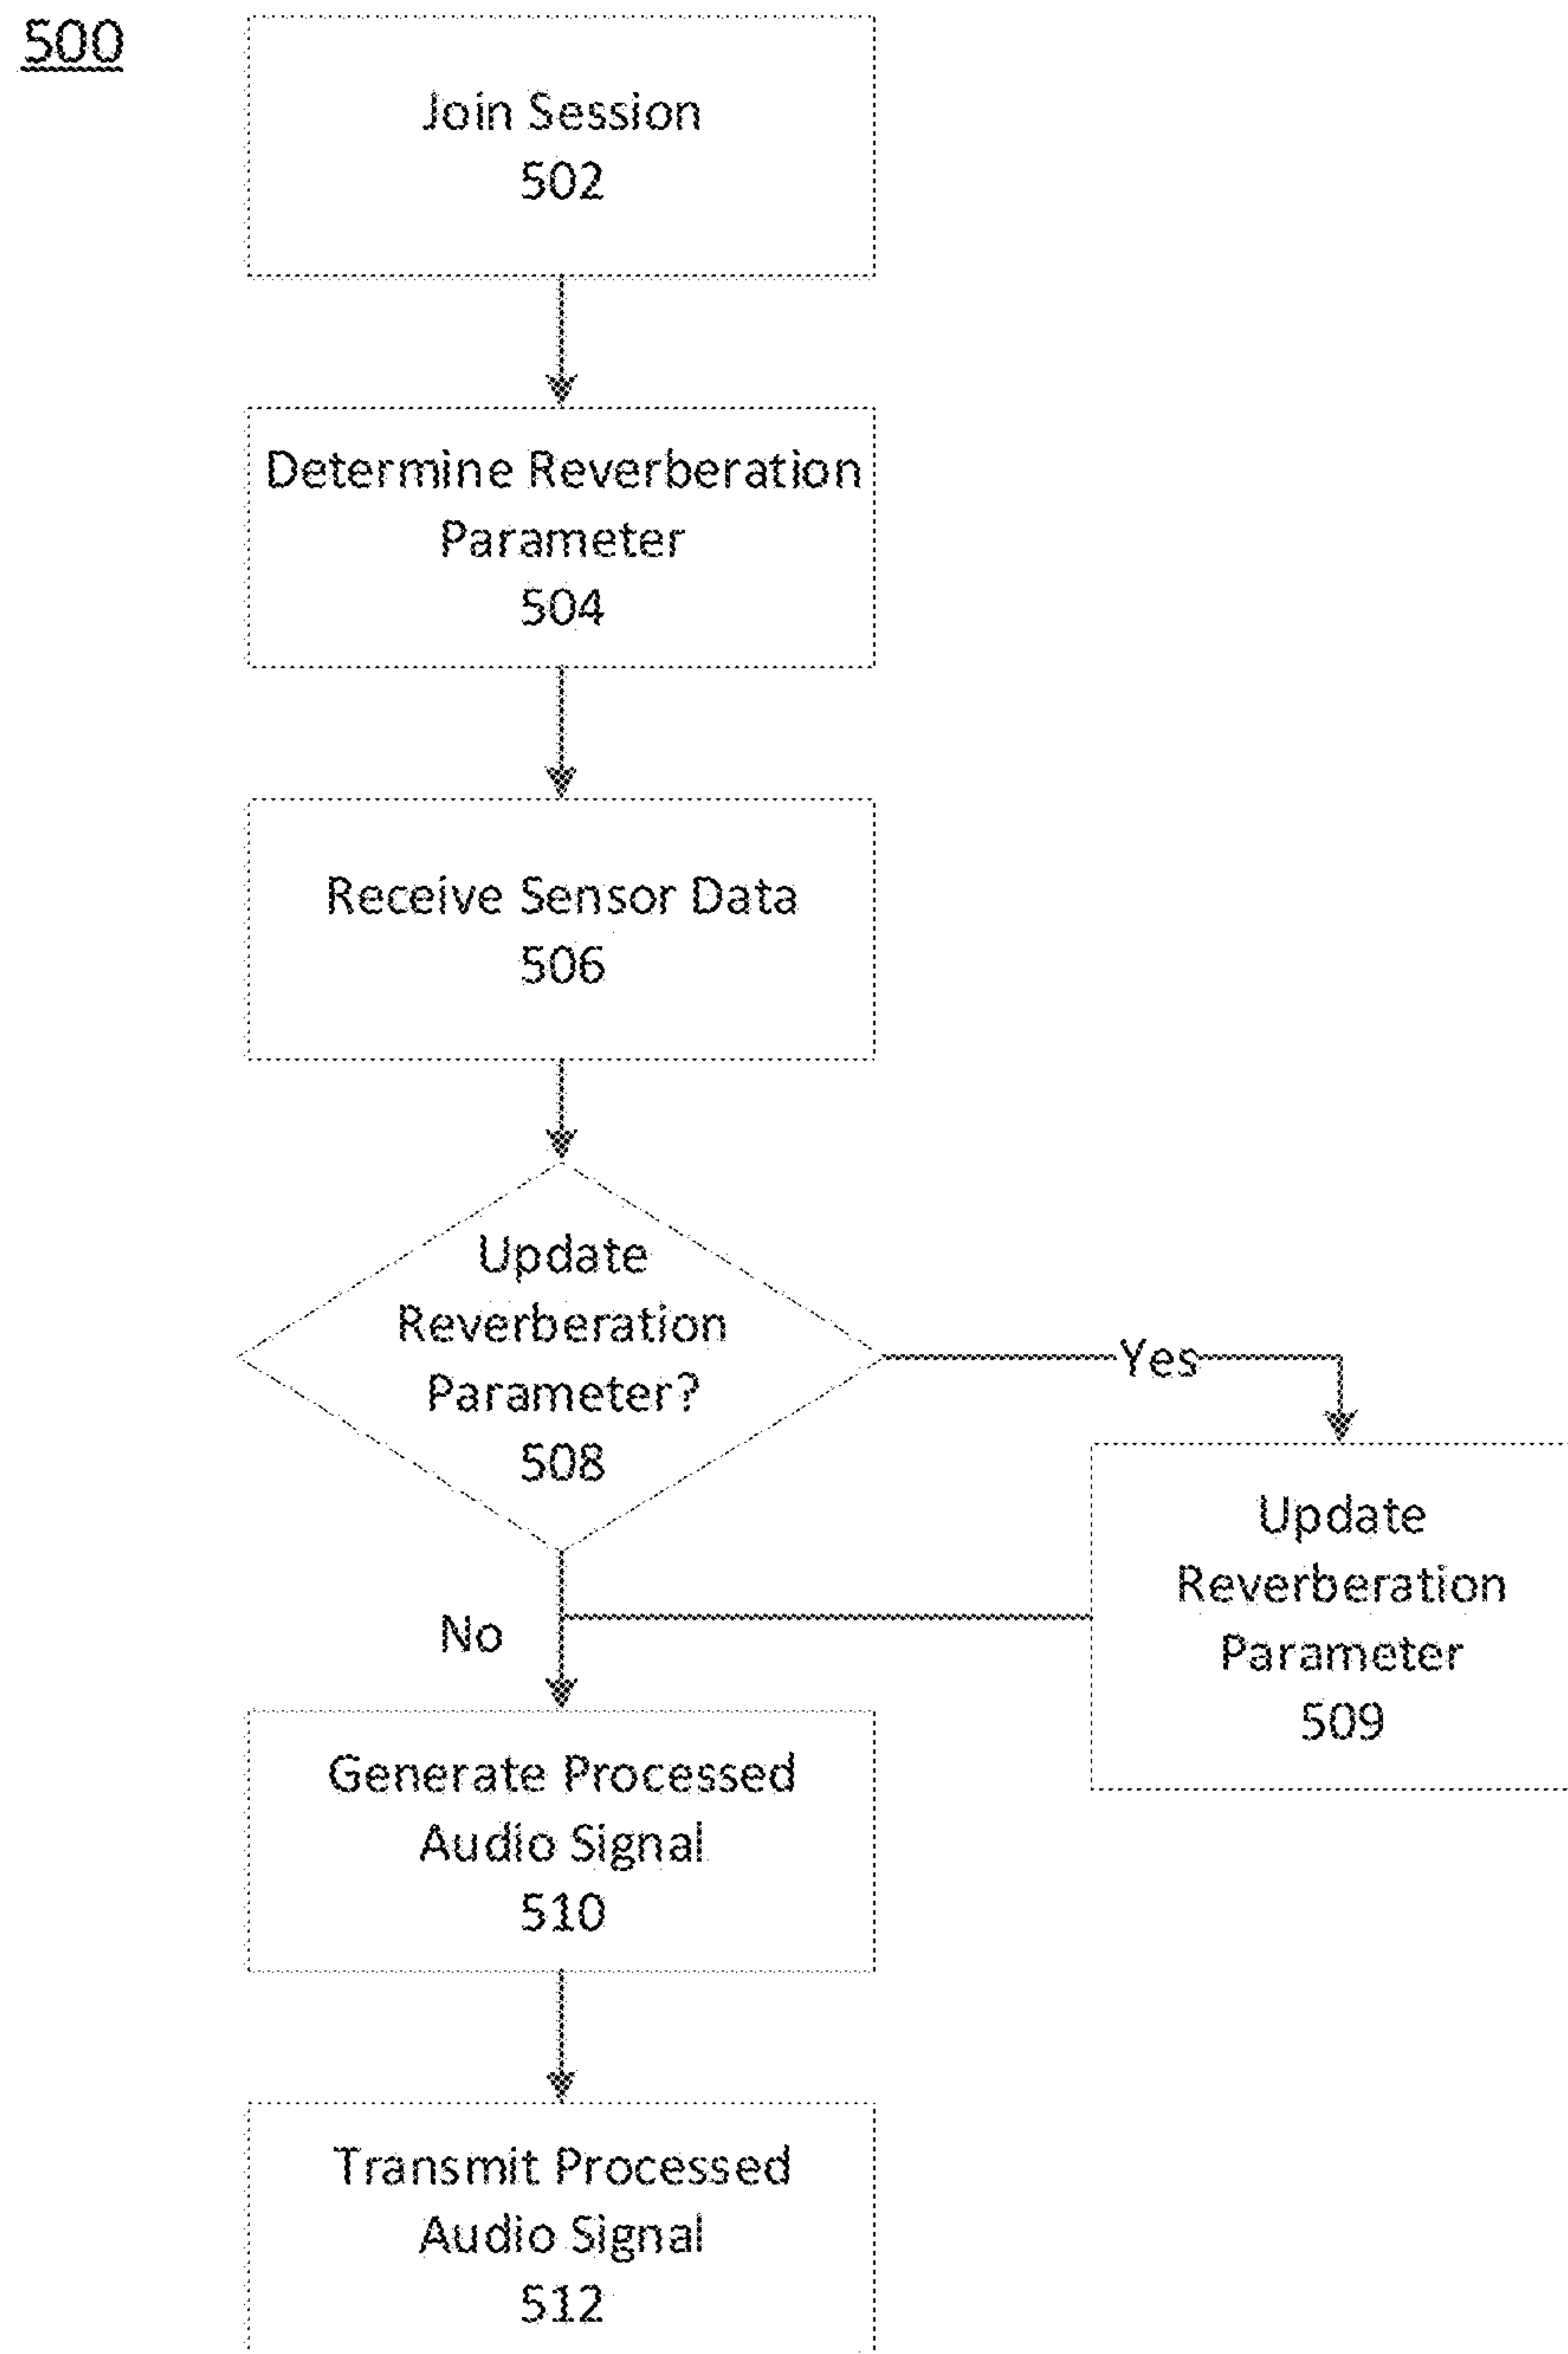 500
Join Session
502
Determine Reverberation
Parameter
504
Receive Sensor Data
506
Update
Reverberation
Parameter?
508
Yes
Update
Reverberation
Parameter
509
No
Generate Processed
Audio Signal
510
Transmit Processed
Audio Signal
512